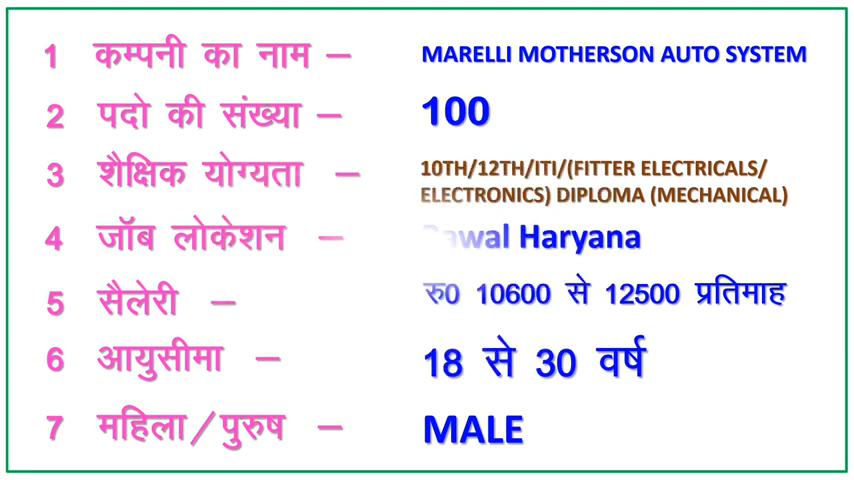 1 कम्पनी का नाम – MARELLI MOTHERSON AUTO SYSTEM
2 पदो की संख्या – 100
3 शैक्षिक योग्यता – 10TH/12TH/ITI/(FITTER ELECTRICALS/
ELECTRONICS) DIPLOMA (MECHANICAL)
4 जॉब लोकेशन – Haryana
5 सैलेरी – रु0 10600 से 12500 प्रतिमाह
6 आयुसीमा – 18 से 30 वर्ष
7 महिला/पुरुष – MALE